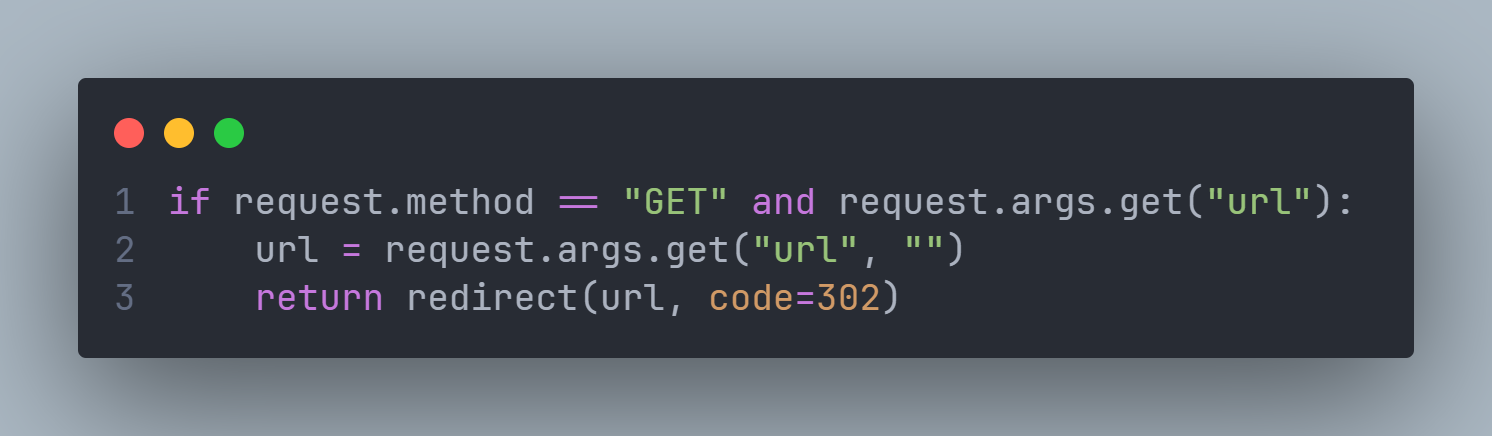 1 if request.method == "GET" and request.args.get("url"):
2     url = request.args.get("url", "")
3     return redirect(url, code=302)